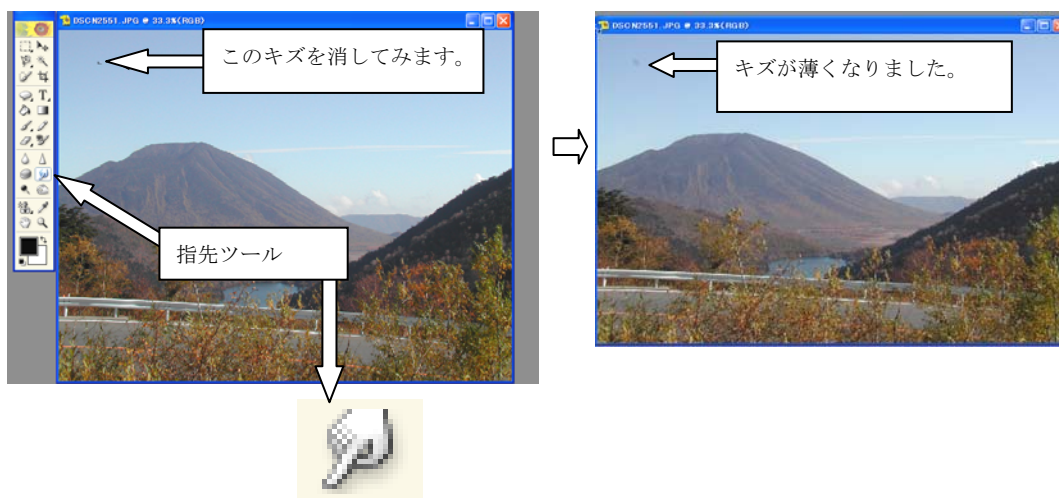 DSCN2551.JPG @ 33.3%(RGB)
このキズを消してみます。
指先ツール
DSCN2551.JPG @ 33.3%(RGB)
キズが薄くなりました。